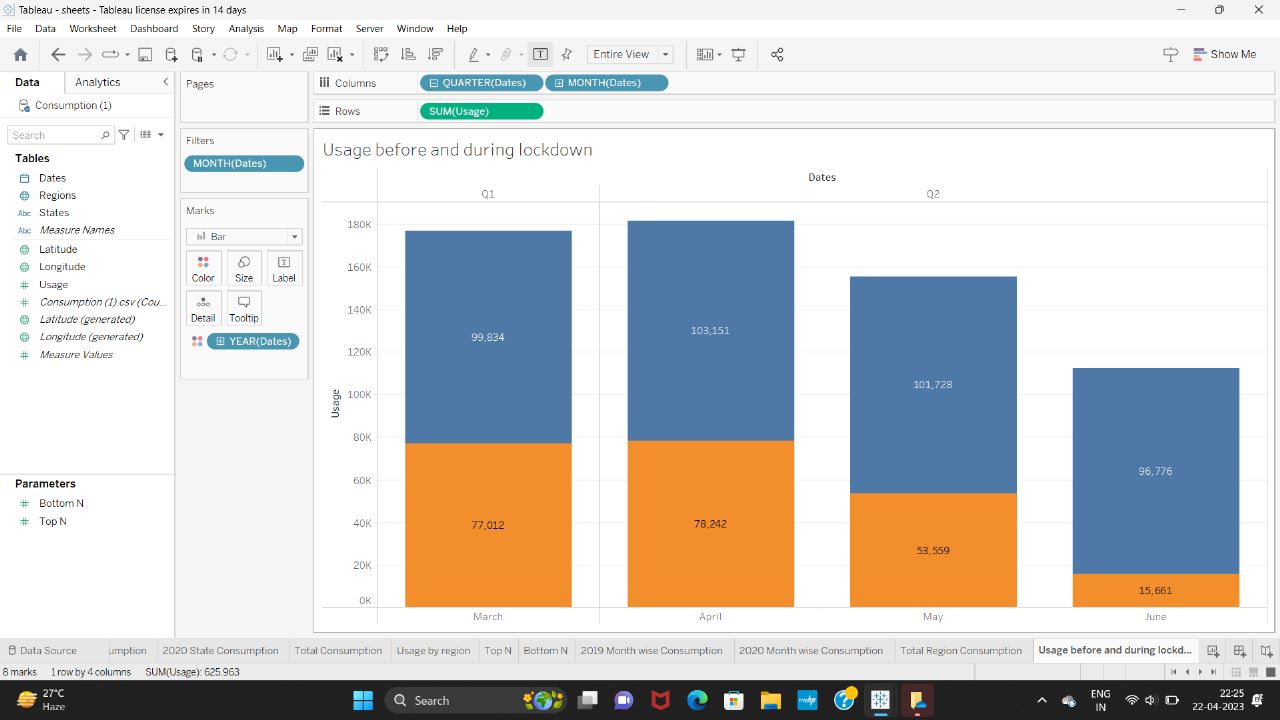 Tableau - sheets - Tableau license expires in 14 days
File Data Worksheet Dashboard Story Analysis Map Format Server Window Help
Entire View
Show Me
Data Analytics
Consumption (1)
Search
Tables
Dates
Regions
Abc States
Abc Measure Names
Latitude
Longitude
# Usage
# Consumption (1).csv (Cou...
Latitude (generated)
Longitude (generated)
# Measure Values
Parameters
# Bottom N
# Top N
Pages
Filters
MONTH(Dates)
Marks
Bar
Color Size Label
Detail Tooltip
YEAR(Dates)
Columns QUARTER(Dates) MONTH(Dates)
Rows SUM(Usage)
Usage before and during lockdown
Dates
Q1 Q2
Usage
180K
160K
140K
120K
100K
80K
60K
40K
20K
0K
99,834
77,012
103,151
78,242
101,728
53,559
96,776
15,661
March April May June
Data Source umption 2020 State Consumption Total Consumption Usage by region Top N Bottom N 2019 Month wise Consumption 2020 Month wise Consumption Total Region Consumption Usage before and during lockd...
8 marks 1 row by 4 columns SUM(Usage): 625,963
27°C
Haze
Search
myhp
ENG
IN
22:25
22-04-2023